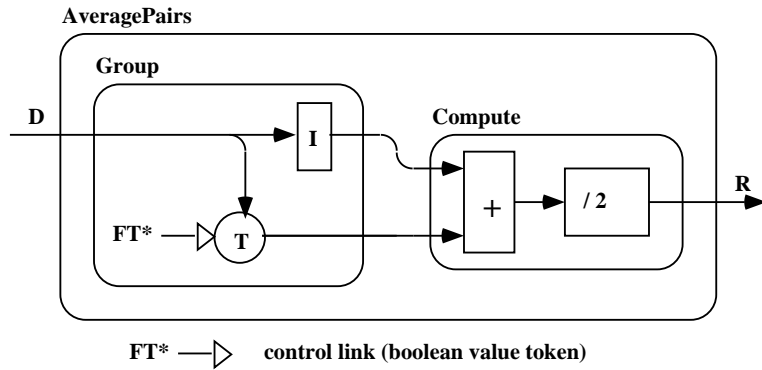 AveragePairs
Group
D
I
Compute
+
/ 2
R
FT*
T
FT* control link (boolean value token)